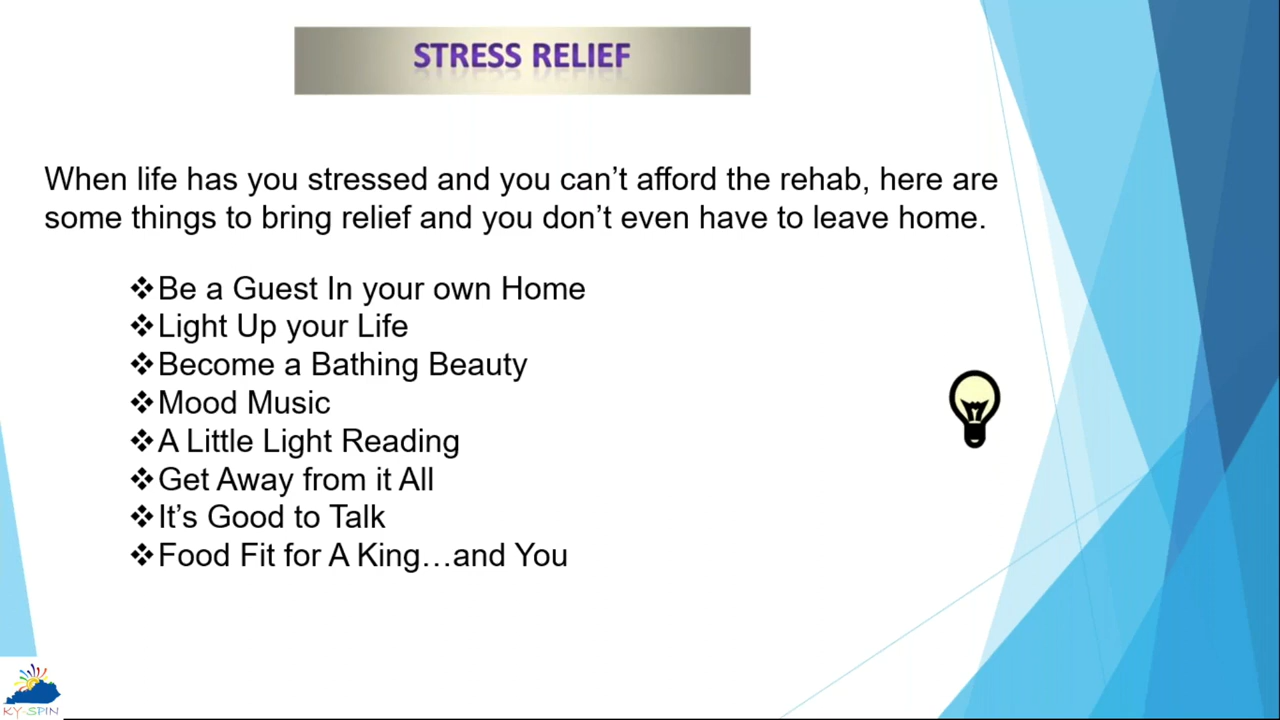 STRESS RELIEF
When life has you stressed and you can’t afford the rehab, here are
some things to bring relief and you don’t even have to leave home.
❖Be a Guest In your own Home
❖Light Up your Life
❖Become a Bathing Beauty
❖Mood Music
❖A Little Light Reading
❖Get Away from it All
❖It’s Good to Talk
❖Food Fit for A King…and You
KY-SPIN